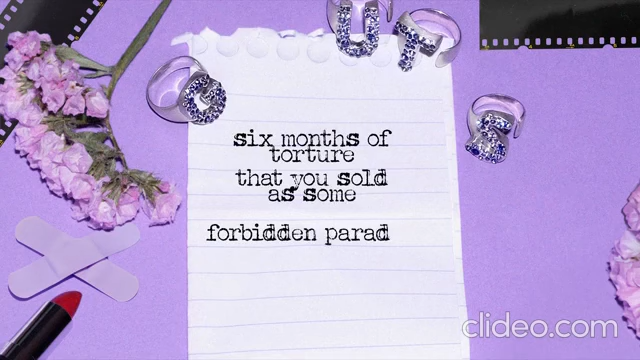 G U T S
six months of
torture
that you sold
as some
forbidden parad
clideo.com